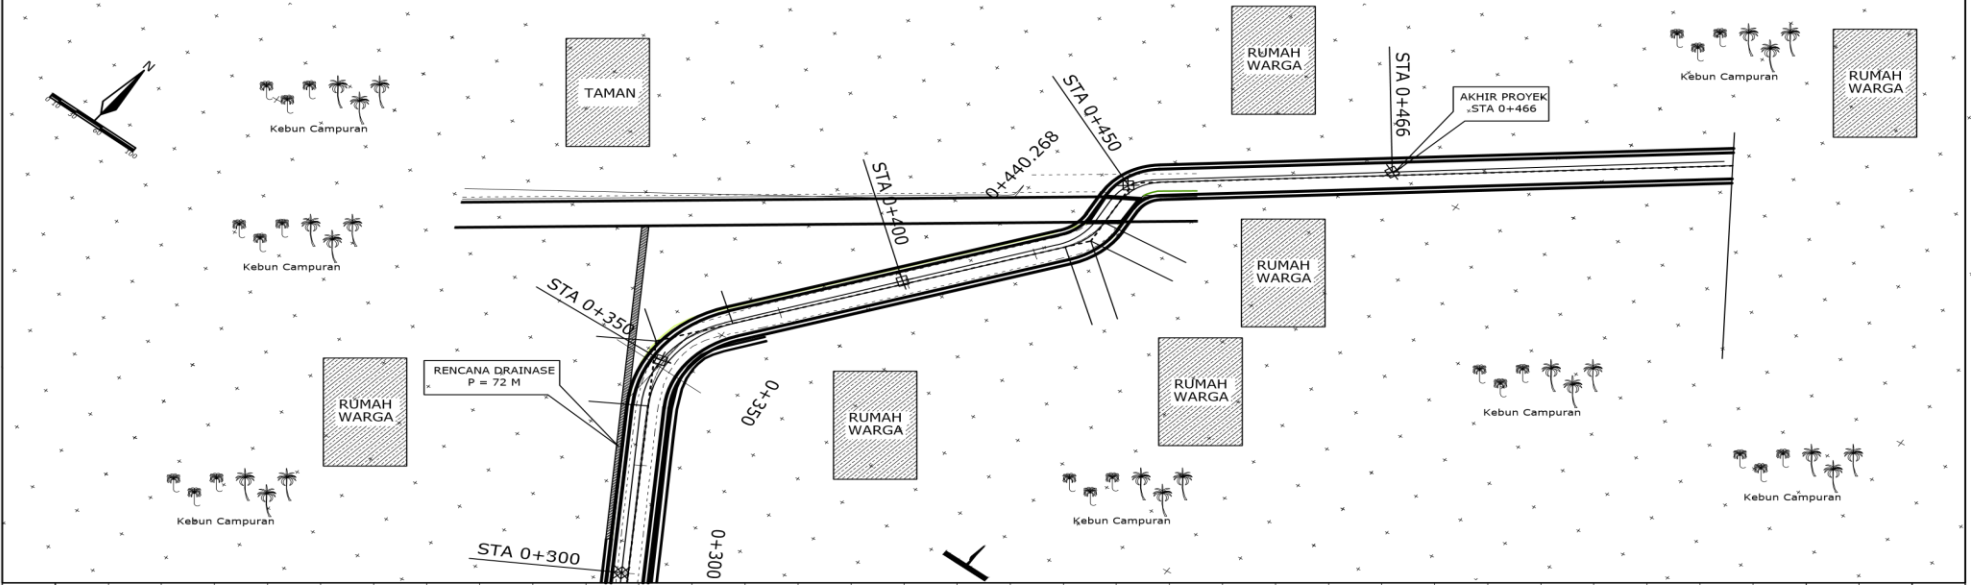 N
TAMAN
RUMAH
WARGA
RUMAH
WARGA
Kebun Campuran
Kebun Campuran
STA 0+450
STA 0+466
AKHIR PROYEK
STA 0+466
0+440.268
STA 0+400
Kebun Campuran
RUMAH
WARGA
STA 0+350
RENCANA DRAINASE
P = 72 M
RUMAH
WARGA
RUMAH
WARGA
RUMAH
WARGA
0+350
Kebun Campuran
Kebun Campuran
Kebun Campuran
Kebun Campuran
STA 0+300
0+300